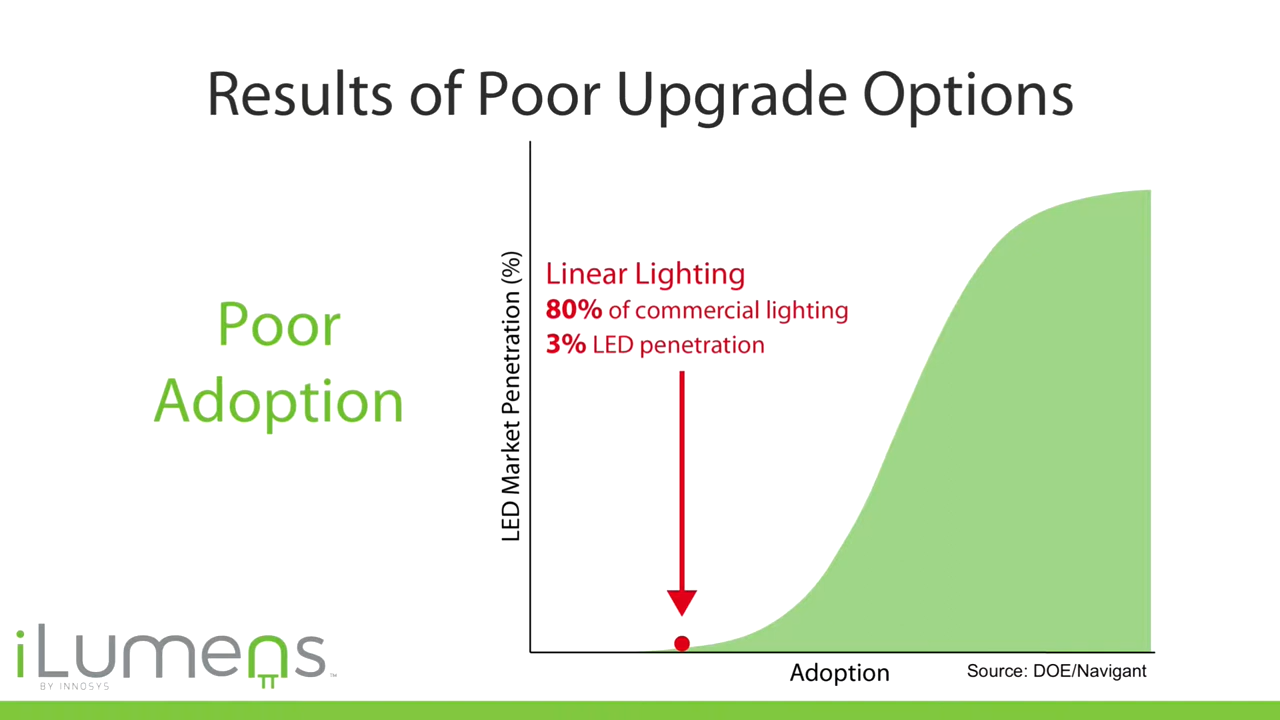 Results of Poor Upgrade Options
Poor
Adoption
LED Market Penetration (%)
Linear Lighting
80% of commercial lighting
3% LED penetration
Adoption
Source: DOE/Navigant
iLumens™
BY INNOSYS